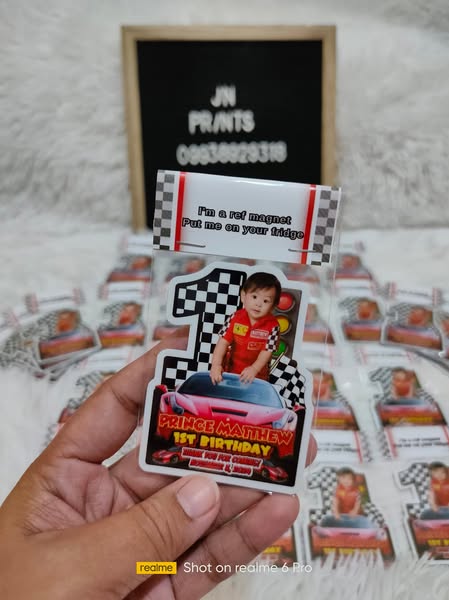 JN
PRINTS
I'm a ref magnet
Put me on your fridge
1
PRINCE MATTHEW
1ST BIRTHDAY
realme
Shot on realme 6 Pro